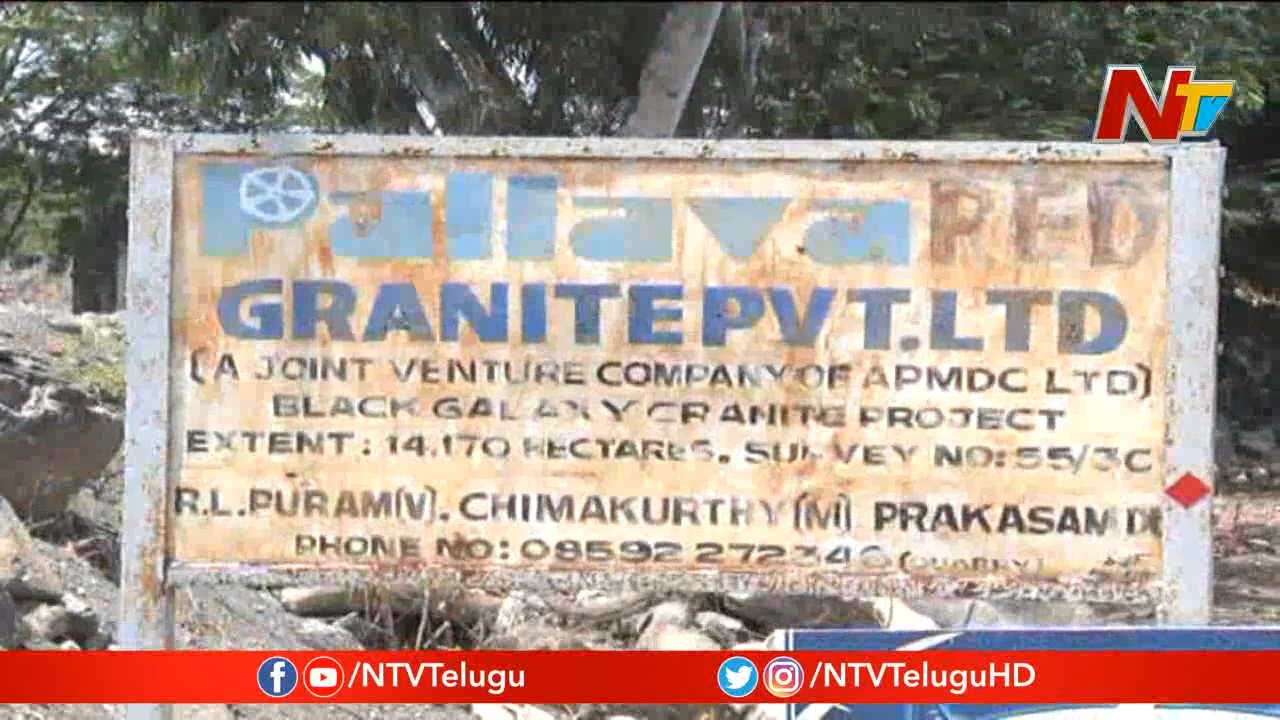 NTV
Pallava RED
GRANITE PVT.LTD
(A JOINT VENTURE COMPANY OF APMDC LTD)
BLACK GALAXY GRANITE PROJECT
EXTENT: 14.170 HECTARES. SURVEY NO: 55/3C
R.L.PURAM(V). CHIMAKURTHY(M) PRAKASAM
PHONE NO: 08592 272346 (QUARRY)
/NTVTelugu
/NTVTeluguHD